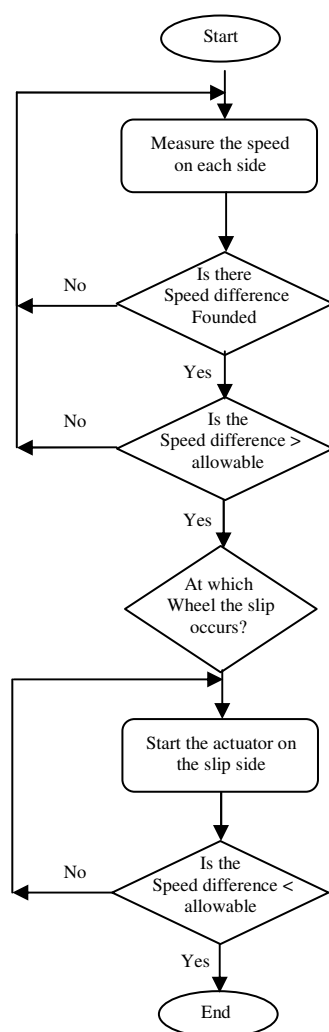 Start
Measure the speed
on each side
Is there
Speed difference
Founded
No
Yes
Is the
Speed difference >
allowable
No
Yes
At which
Wheel the slip
occurs?
Start the actuator on
the slip side
Is the
Speed difference <
allowable
No
Yes
End